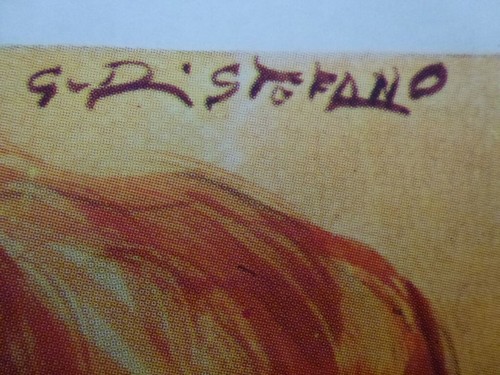 G. Di STEFANO